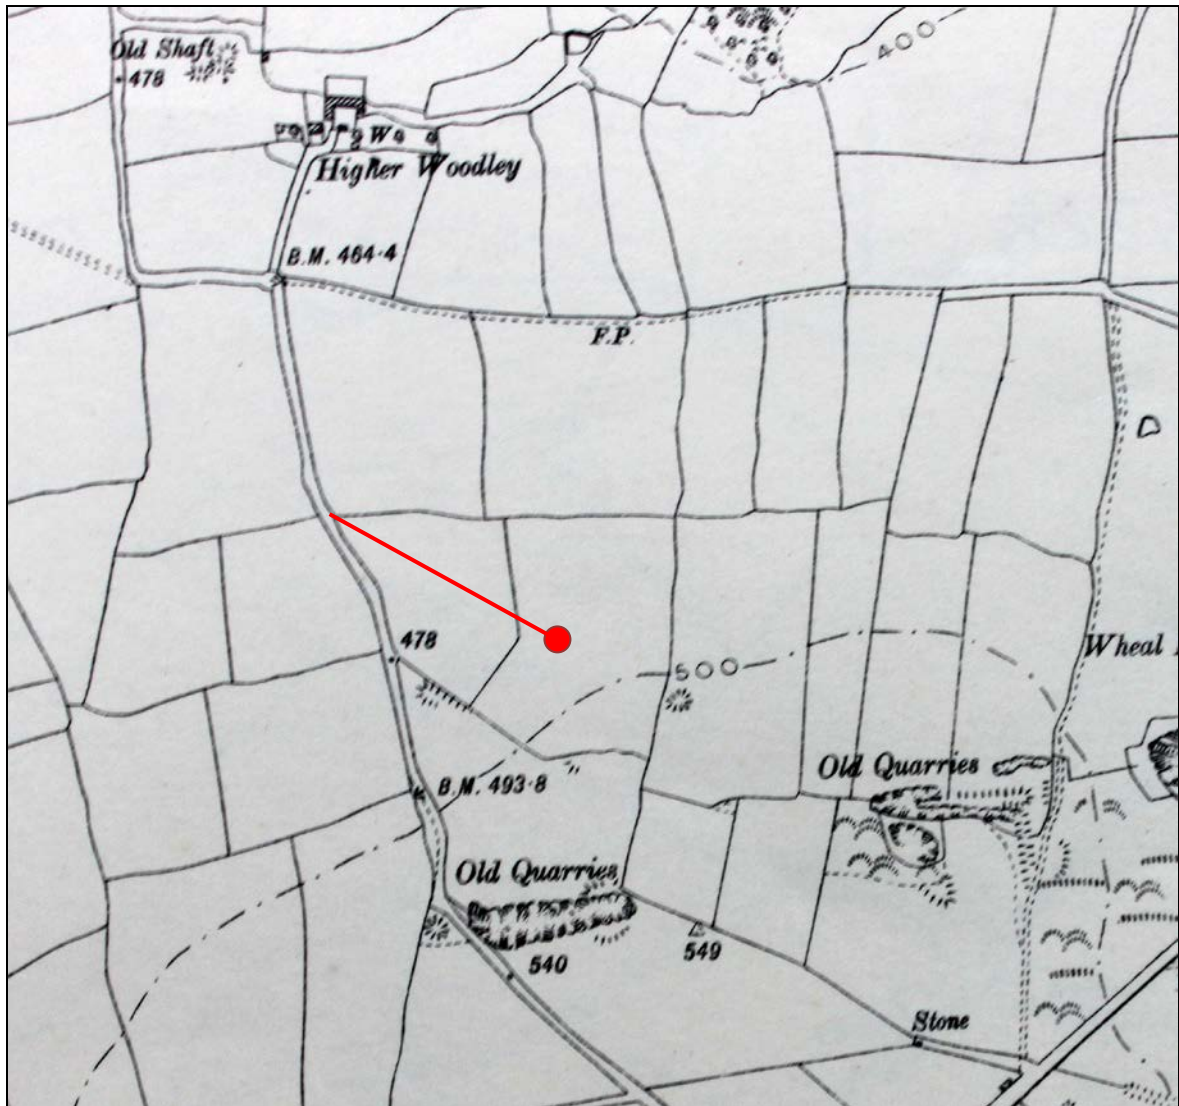 Old Shaft
478
400
W
Higher Woodley
B.M. 464·4
F.P.
478
500
Wheal
Old Quarries
B.M. 493·8
Old Quarries
549
540
Stone